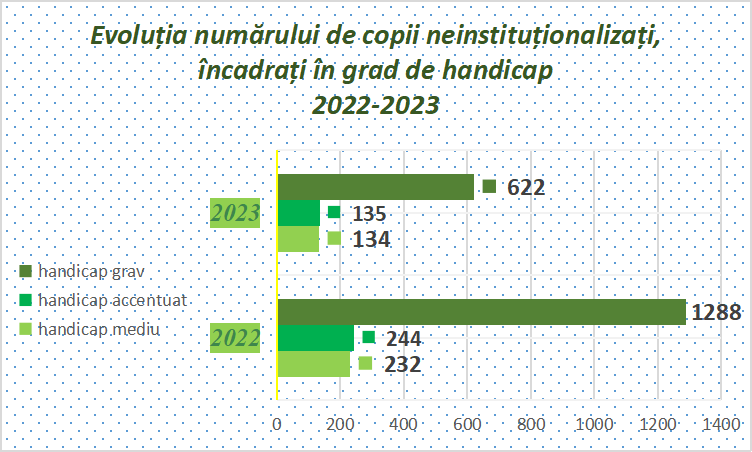 Evoluția numărului de copii neinstituționalizați,
încadrați în grad de handicap
2022-2023
622
2023
135
134
handicap grav
handicap accentuat
handicap mediu
1288
2022
244
232
0 200 400 600 800 1000 1200 1400